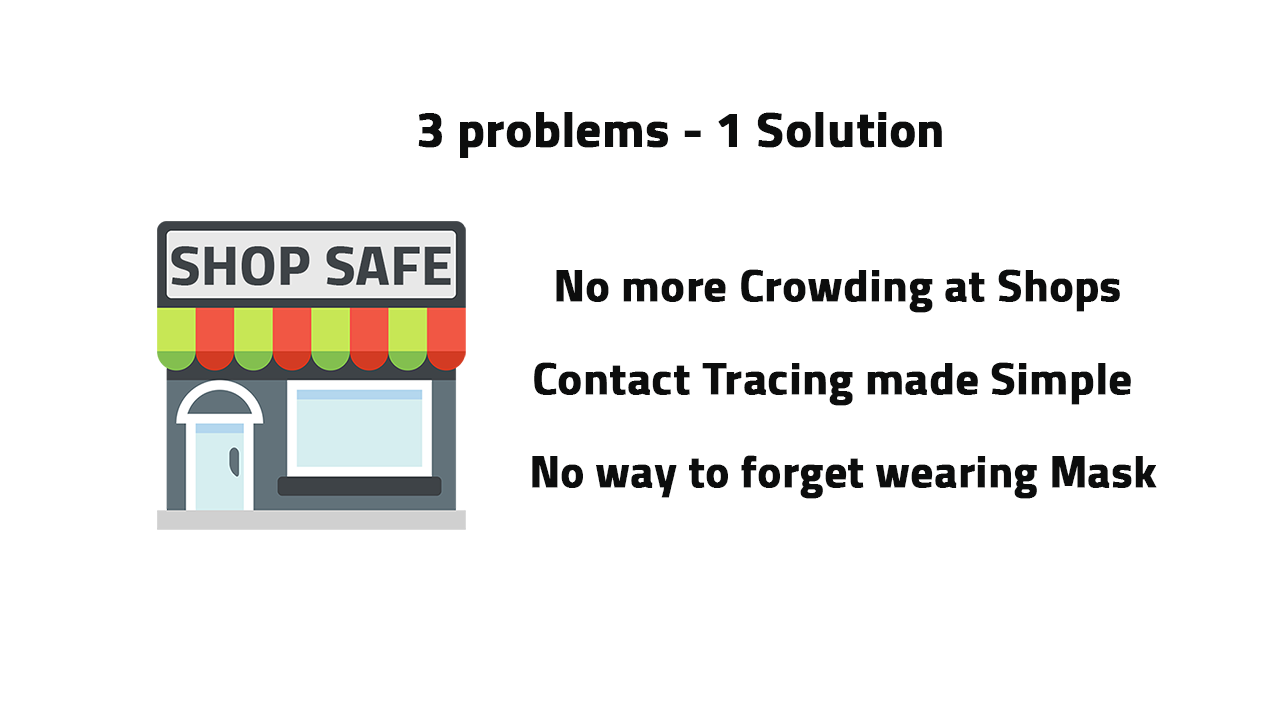 3 problems - 1 Solution
SHOP SAFE
No more Crowding at Shops
Contact Tracing made Simple
No way to forget wearing Mask